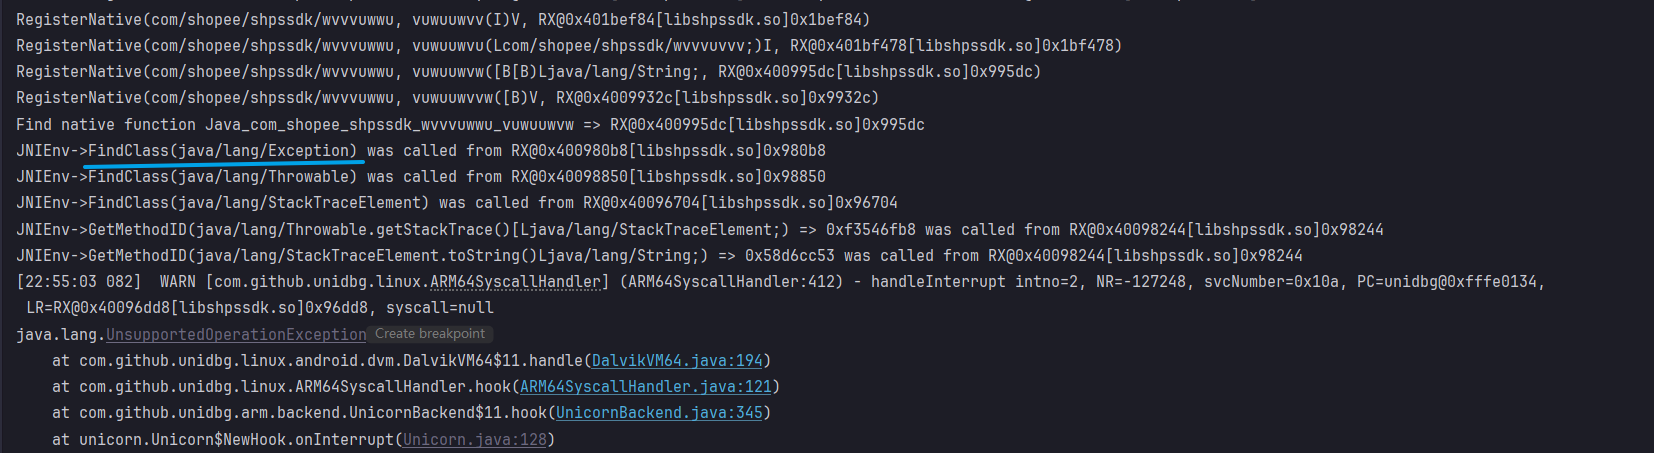 RegisterNative(com/shopee/shpssdk/wvvvuwwu, vuwuuwvv(I)V, RX@0x401bef84[libshpssdk.so]0x1bef84)
RegisterNative(com/shopee/shpssdk/wvvvuwwu, vuwuuwvu(Lcom/shopee/shpssdk/wvvvuvvv;)I, RX@0x401bf478[libshpssdk.so]0x1bf478)
RegisterNative(com/shopee/shpssdk/wvvvuwwu, vuwuuwvw([B[B)Ljava/lang/String;, RX@0x400995dc[libshpssdk.so]0x995dc)
RegisterNative(com/shopee/shpssdk/wvvvuwwu, vuwuuwvvw([B)V, RX@0x4009932c[libshpssdk.so]0x9932c)
Find native function Java_com_shopee_shpssdk_wvvvuwwu_vuwuuwvw => RX@0x400995dc[libshpssdk.so]0x995dc
JNIEnv->FindClass(java/lang/Exception) was called from RX@0x400980b8[libshpssdk.so]0x980b8
JNIEnv->FindClass(java/lang/Throwable) was called from RX@0x40098850[libshpssdk.so]0x98850
JNIEnv->FindClass(java/lang/StackTraceElement) was called from RX@0x40096704[libshpssdk.so]0x96704
JNIEnv->GetMethodID(java/lang/Throwable.getStackTrace()[Ljava/lang/StackTraceElement;) => 0xf3546fb8 was called from RX@0x40098244[libshpssdk.so]0x98244
JNIEnv->GetMethodID(java/lang/StackTraceElement.toString()Ljava/lang/String;) => 0x58d6cc53 was called from RX@0x40098244[libshpssdk.so]0x98244
[22:55:03 082]  WARN [com.github.unidbg.linux.ARM64SyscallHandler] (ARM64SyscallHandler:412) - handleInterrupt intno=2, NR=-127248, svcNumber=0x10a, PC=unidbg@0xfffe0134,
LR=RX@0x40096dd8[libshpssdk.so]0x96dd8, syscall=null
java.lang.UnsupportedOperationException Create breakpoint
at com.github.unidbg.linux.android.dvm.DalvikVM64$11.handle(DalvikVM64.java:194)
at com.github.unidbg.linux.ARM64SyscallHandler.hook(ARM64SyscallHandler.java:121)
at com.github.unidbg.arm.backend.UnicornBackend$11.hook(UnicornBackend.java:345)
at unicorn.Unicorn$NewHook.onInterrupt(Unicorn.java:128)